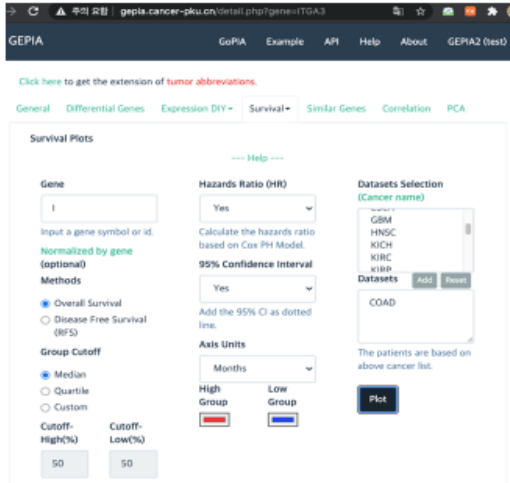 주의 요함 gepia.cancer-pku.cn/detail.php?gene=ITGA3
GEPIA GoPIA Example API Help About GEPIA2 (test)
Click here to get the extension of tumor abbreviations.
General Differential Genes Expression DIY Survival Similar Genes Correlation PCA
Survival Plots
--- Help ---
Gene
I
Input a gene symbol or id.
Normalized by gene
(optional)
Methods
Overall Survival
Disease Free Survival
(RFS)
Group Cutoff
Median
Quartile
Custom
Cutoff-
High(%)
Cutoff-
Low(%)
50
50
Hazards Ratio (HR)
Yes
Calculate the hazards ratio
based on Cox PH Model.
95% Confidence Interval
Yes
Add the 95% CI as dotted
line.
Axis Units
Months
High
Group
Low
Group
Datasets Selection
(Cancer name)
GBM
HNSC
KICH
KIRC
KIRP
Datasets
Add
Reset
COAD
The patients are based on
above cancer list.
Plot